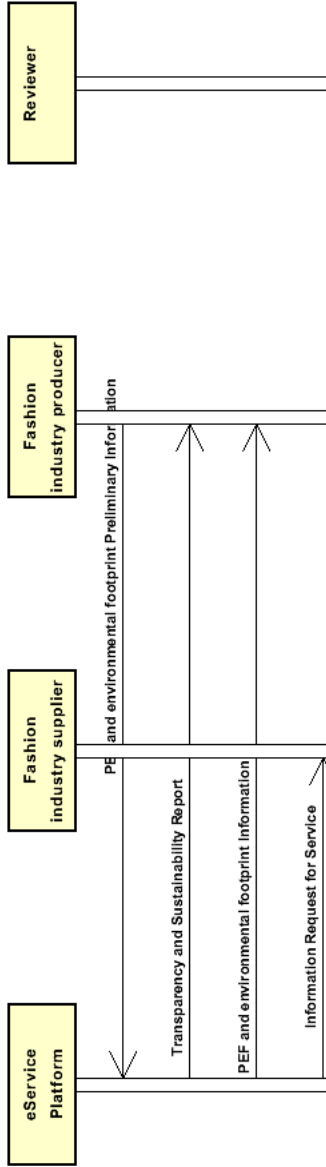 eService
Platform
Fashion
industry supplier
Fashion
industry producer
Reviewer
PEF and environmental footprint Preliminary Information
Transparency and Sustainability Report
PEF and environmental footprint Information
Information Request for Service